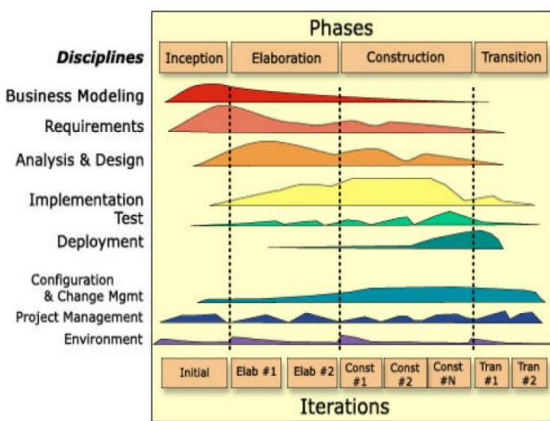 Phases
Disciplines Inception Elaboration Construction Transition
Business Modeling
Requirements
Analysis & Design
Implementation
Test
Deployment
Configuration
& Change Mgmt
Project Management
Environment
Initial Elab #1 Elab #2 Const #1 Const #2 Const #N Tran #1 Tran #2
Iterations